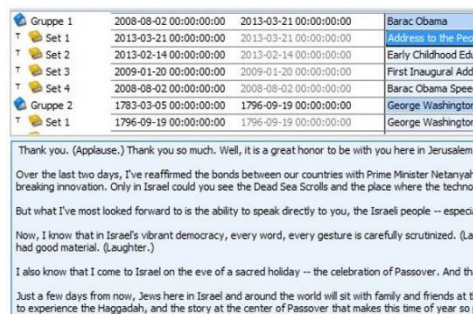 Gruppe 1 2008-08-02 00:00:00:00 2013-03-21 00:00:00:00 Barac Obama
T Set 1 2013-03-21 00:00:00:00 2013-03-21 00:00:00:00 Address to the Peo
T Set 2 2013-02-14 00:00:00:00 2013-02-14 00:00:00:00 Early Childhood Edu
T Set 3 2009-01-20 00:00:00:00 2009-01-20 00:00:00:00 First Inaugural Add
T Set 4 2008-08-02 00:00:00:00 2008-08-02 00:00:00:00 Barac Obama Spee
Gruppe 2 1783-03-05 00:00:00:00 1796-09-19 00:00:00:00 George Washington
T Set 1 1796-09-19 00:00:00:00 1796-09-19 00:00:00:00 George Washington
Thank you. (Applause.) Thank you so much. Well, it is a great honor to be with you here in Jerusalem
Over the last two days, I've reaffirmed the bonds between our countries with Prime Minister Netanyah
breaking innovation. Only in Israel could you see the Dead Sea Scrolls and the place where the techno
But what I've most looked forward to is the ability to speak directly to you, the Israeli people -- especi
Now, I know that in Israel's vibrant democracy, every word, every gesture is carefully scrutinized. (La
had good material. (Laughter.)
I also know that I come to Israel on the eve of a sacred holiday -- the celebration of Passover. And th
Just a few days from now, Jews here in Israel and around the world will sit with family and friends at t
to experience the Haggadah, and the story at the center of Passover that makes this time of year so